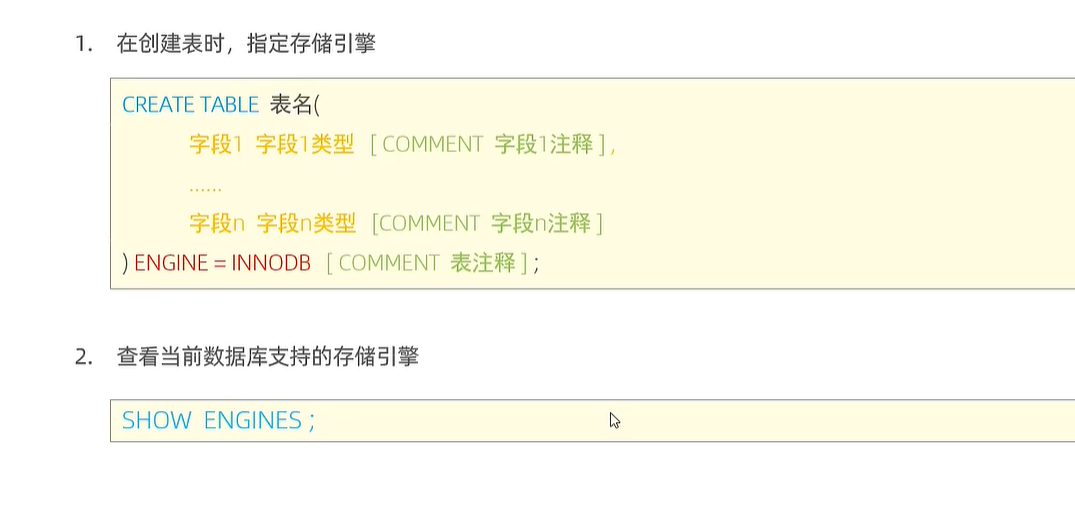 1. 在创建表时，指定存储引擎
CREATE TABLE 表名(
字段1 字段1类型 [ COMMENT 字段1注释 ] ,
......
字段n 字段n类型 [COMMENT 字段n注释 ]
) ENGINE = INNODB [ COMMENT 表注释 ] ;
2. 查看当前数据库支持的存储引擎
SHOW ENGINES ;